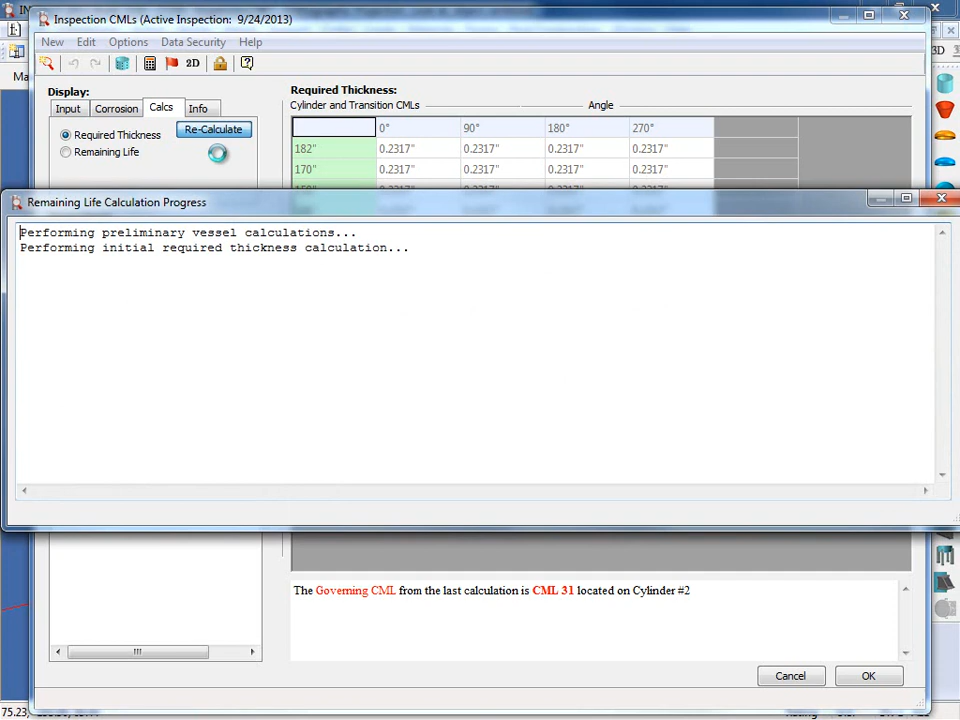 Inspection CMLs (Active Inspection: 9/24/2013)
New Edit Options Data Security Help
2D
3D
Display:
Input Corrosion Calcs Info
Required Thickness
Re-Calculate
Remaining Life
Required Thickness:
Cylinder and Transition CMLs
Angle
0° 90° 180° 270°
182" 0.2317" 0.2317" 0.2317" 0.2317"
170" 0.2317" 0.2317" 0.2317" 0.2317"
Remaining Life Calculation Progress
Performing preliminary vessel calculations...
Performing initial required thickness calculation...
The Governing CML from the last calculation is CML 31 located on Cylinder #2
Cancel OK
75.23,